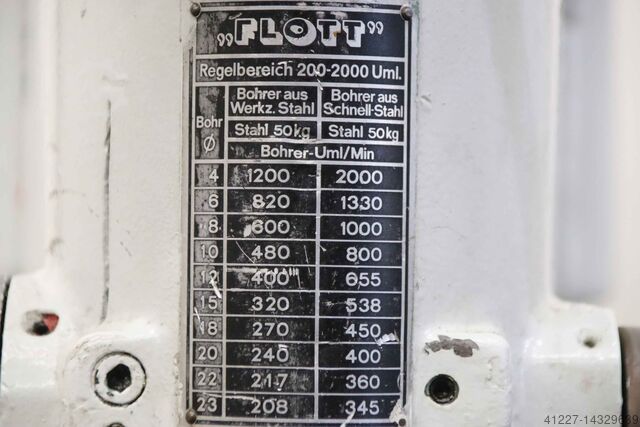 „FLOTT”
Regelbereich 200-2000 Uml.
Bohr Ø Bohrer aus Werkz. Stahl Bohrer aus Schnell-Stahl
Stahl 50kg Stahl 50kg
Bohrer-Uml/Min
4 1200 2000
6 820 1330
8 600 1000
10 480 800
12 400 655
15 320 538
18 270 450
20 240 400
22 217 360
23 208 345
41227-14329639